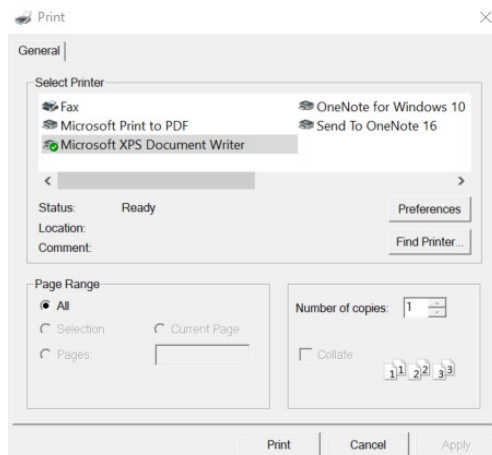 Print
General
Select Printer
Fax
OneNote for Windows 10
Microsoft Print to PDF
Send To OneNote 16
Microsoft XPS Document Writer
Status: Ready
Preferences
Location:
Comment:
Find Printer...
Page Range
All
Number of copies: 1
Selection
Current Page
Pages:
Collate
1 1 2 2 3 3
Print Cancel Apply